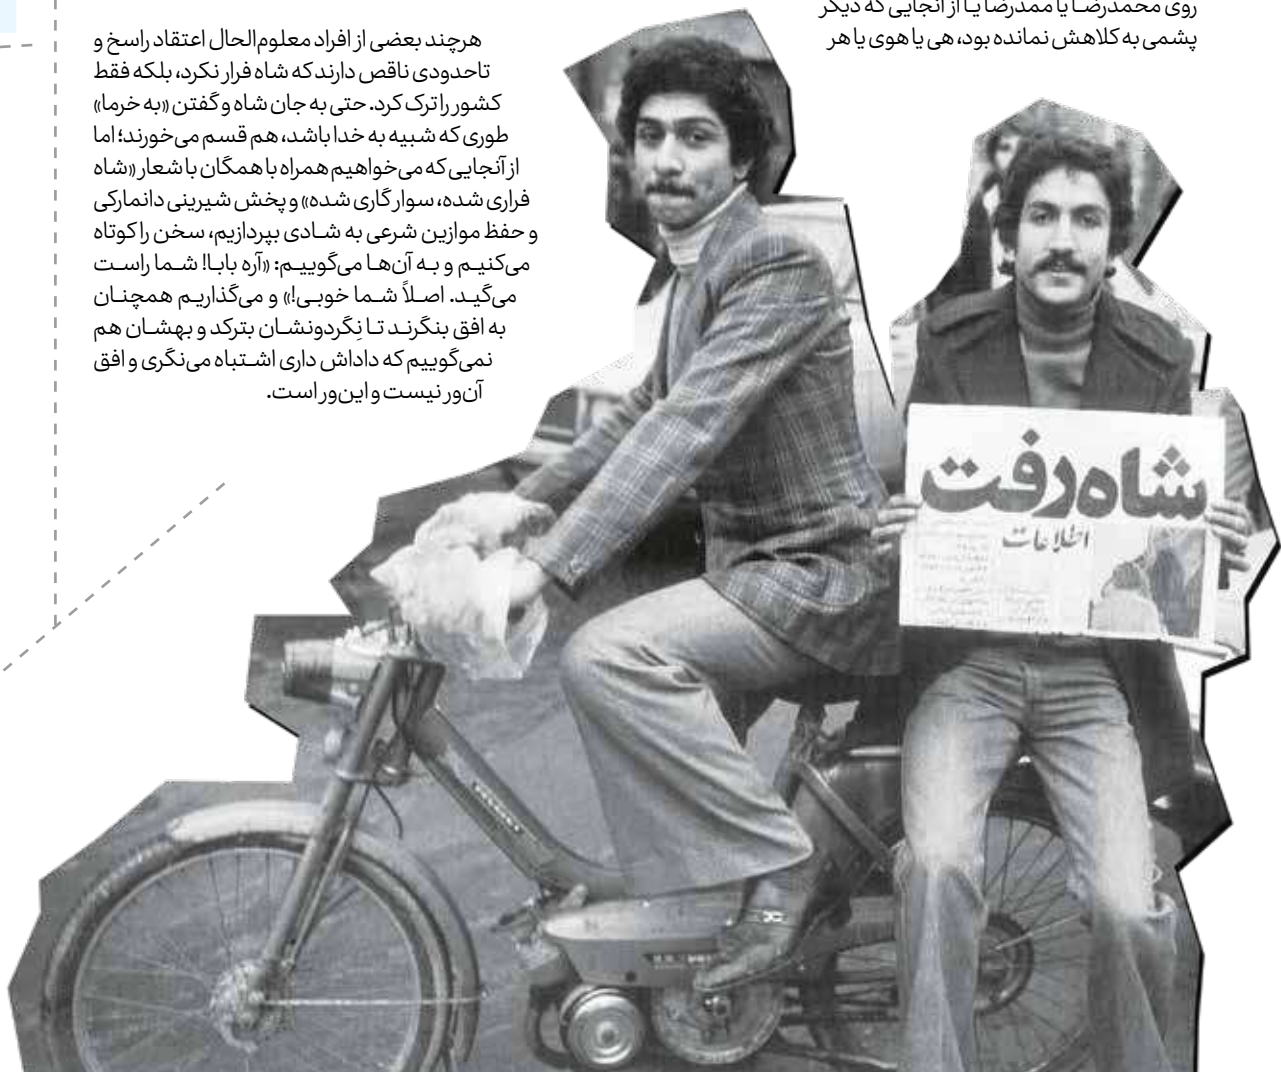 روی محمدرضا یا ممدرضا یا از آنجایی که دیگر
پشمی به کلاهش نمانده بود، هی یا هوی یا هر
هرچند بعضی از افراد معلوم‌الحال اعتقاد راسخ و
تاحدودی ناقص دارند که شاه فرار نکرد، بلکه فقط
کشور را ترک کرد. حتی به جان شاه و گفتن «به خرما»
طوری که شبیه به خدا باشد، هم قسم می‌خورند؛ اما
از آنجایی که می‌خواهیم همراه با همگان با شعار «شاه
فراری شده، سوار گاری شده» و پخش شیرینی دانمارکی
و حفظ موازین شرعی به شادی بپردازیم، سخن را کوتاه
می‌کنیم و به آن‌ها می‌گوییم: «آره بابا! شما راست
می‌گید. اصلاً شما خوبی!» و می‌گذاریم همچنان
به افق بنگرند تا نِگردونشان بترکد و بهشان هم
نمی‌گوییم که داداش داری اشتباه می‌نگری و افق
آن‌ور نیست و این‌ور است.
شاه رفت
اطلاعات
PEUGEOT